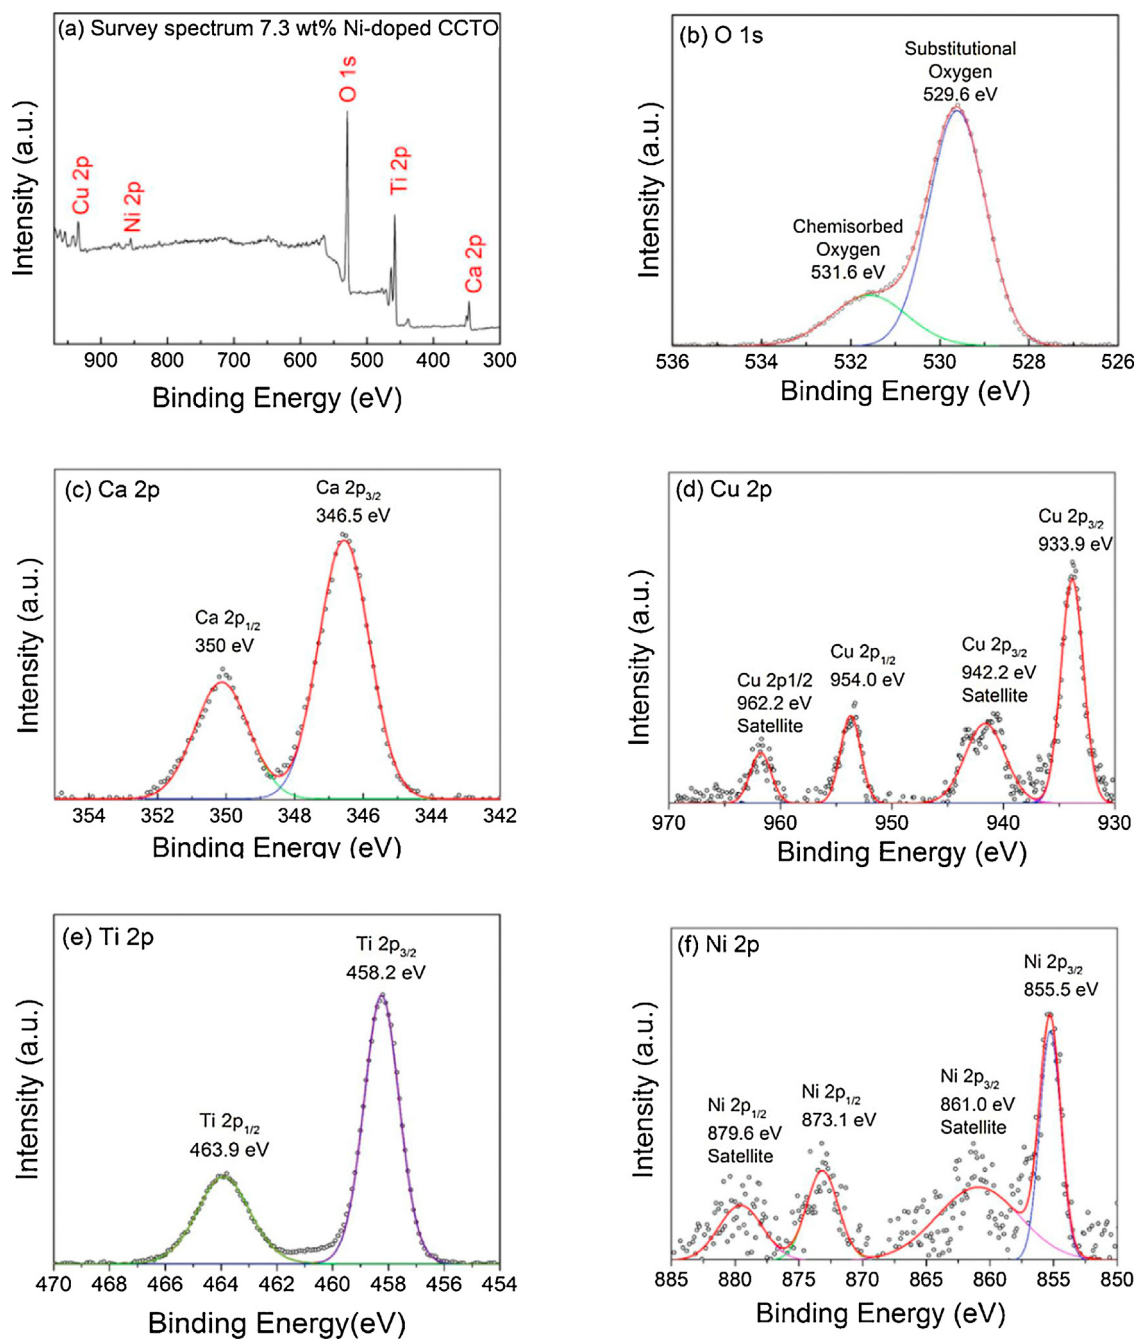 (a) Survey spectrum 7.3 wt% Ni-doped CCTO
Cu 2p
Ni 2p
O 1s
Ti 2p
Ca 2p
Intensity (a.u.)
900 800 700 600 500 400 300
Binding Energy (eV)
(b) O 1s
Substitutional
Oxygen
529.6 eV
Chemisorbed
Oxygen
531.6 eV
Intensity (a.u.)
536 534 532 530 528 526
Binding Energy (eV)
(c) Ca 2p
Ca 2p3/2
346.5 eV
Ca 2p1/2
350 eV
Intensity (a.u.)
354 352 350 348 346 344 342
Binding Energy (eV)
(d) Cu 2p
Cu 2p3/2
933.9 eV
Cu 2p3/2
942.2 eV
Satellite
Cu 2p1/2
954.0 eV
Cu 2p1/2
962.2 eV
Satellite
Intensity (a.u.)
970 960 950 940 930
Binding Energy (eV)
(e) Ti 2p
Ti 2p3/2
458.2 eV
Ti 2p1/2
463.9 eV
Intensity (a.u.)
470 468 466 464 462 460 458 456 454
Binding Energy(eV)
(f) Ni 2p
Ni 2p3/2
855.5 eV
Ni 2p3/2
861.0 eV
Satellite
Ni 2p1/2
873.1 eV
Ni 2p1/2
879.6 eV
Satellite
Intensity (a.u.)
885 880 875 870 865 860 855 850
Binding Energy (eV)